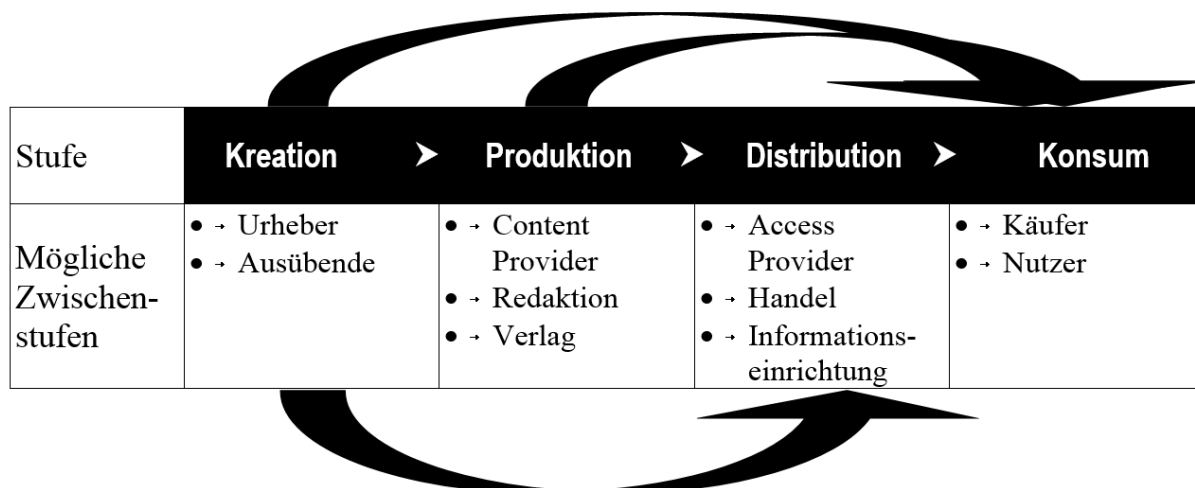 Stufe
Kreation
Produktion
Distribution
Konsum
Mögliche
Zwischen-
stufen
Urheber
Ausübende
Content
Provider
Redaktion
Verlag
Access
Provider
Handel
Informations-
einrichtung
Käufer
Nutzer